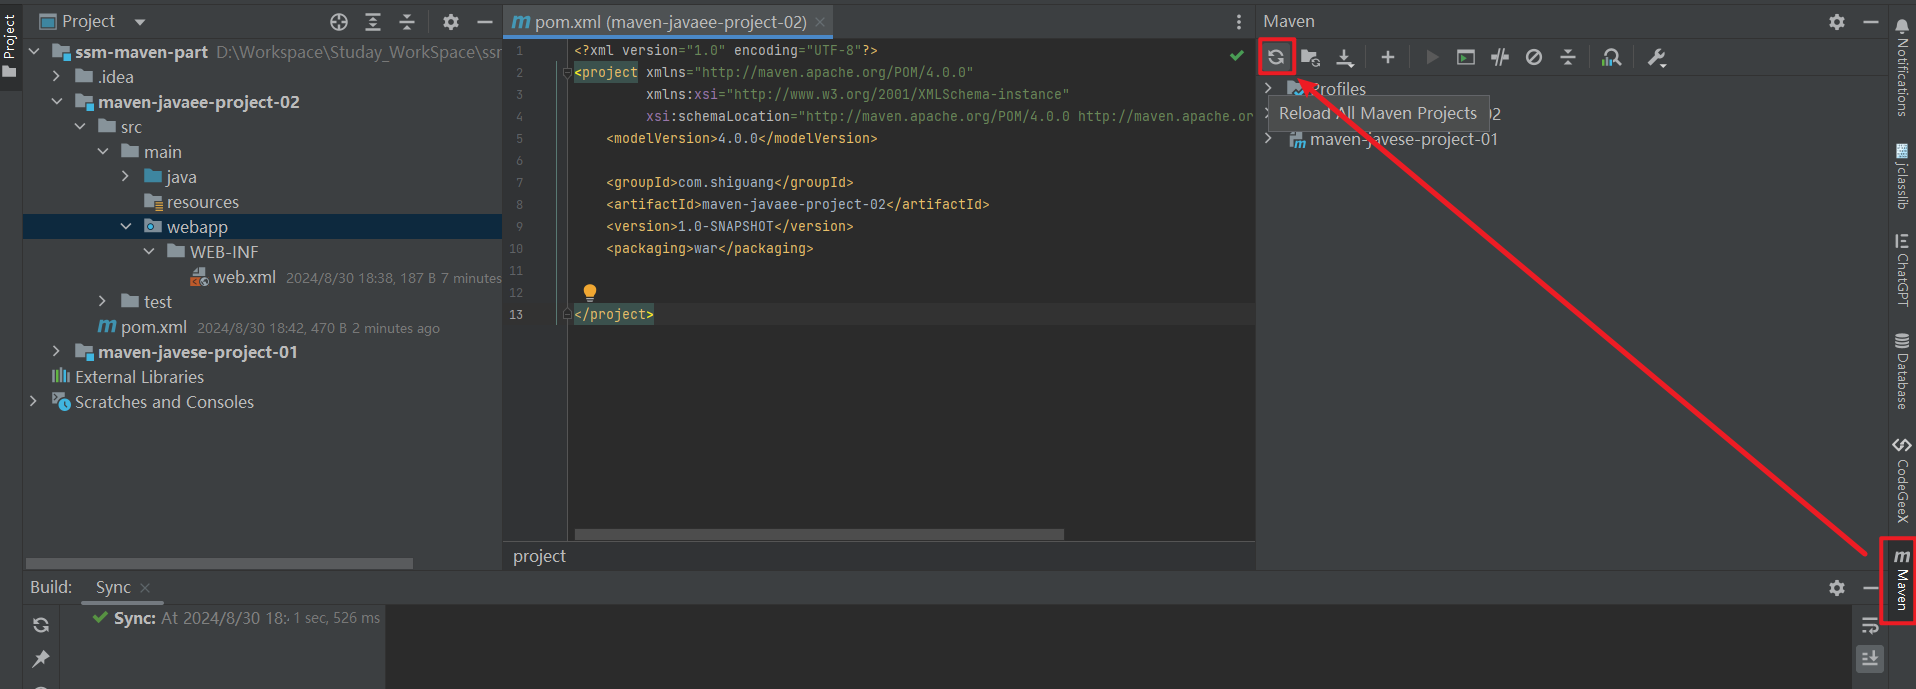 Project
Project
ssm-maven-part D:\Workspace\Studay_WorkSpace\ssr
.idea
maven-javaee-project-02
src
main
java
resources
webapp
WEB-INF
web.xml 2024/8/30 18:38, 187 B 7 minutes
test
pom.xml 2024/8/30 18:42, 470 B 2 minutes ago
maven-javese-project-01
External Libraries
Scratches and Consoles
pom.xml (maven-javaee-project-02)
1 <?xml version="1.0" encoding="UTF-8"?>
2 <project xmlns="http://maven.apache.org/POM/4.0.0"
3 xmlns:xsi="http://www.w3.org/2001/XMLSchema-instance"
4 xsi:schemaLocation="http://maven.apache.org/POM/4.0.0 http://maven.apache.or
5 <modelVersion>4.0.0</modelVersion>
6
7 <groupId>com.shiguang</groupId>
8 <artifactId>maven-javaee-project-02</artifactId>
9 <version>1.0-SNAPSHOT</version>
10 <packaging>war</packaging>
11
12
13 </project>
project
Maven
Profiles
Reload All Maven Projects
02
maven-javese-project-01
Notifications
jclasslib
ChatGPT
Database
CodeGeeX
Maven
Build: Sync
Sync: At 2024/8/30 18:4 1 sec, 526 ms